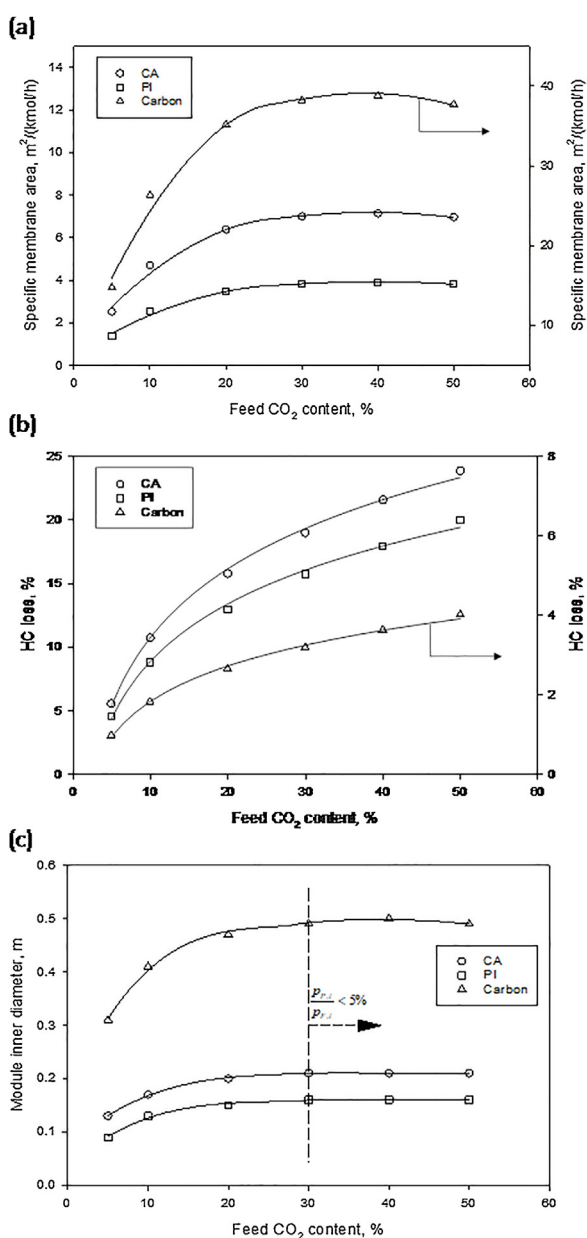 (a)
CA
PI
Carbon
Specific membrane area, m²/(kmol/h)
14
12
10
8
6
4
2
0
40
30
20
10
Specific membrane area, m²/(kmol/h)
0 10 20 30 40 50 60
Feed CO₂ content, %
(b)
CA
PI
Carbon
HC loss, %
25
20
15
10
5
0
8
6
4
2
0
HC loss, %
0 10 20 30 40 50 60
Feed CO₂ content, %
(c)
CA
PI
Carbon
Module inner diameter, m
0.6
0.5
0.4
0.3
0.2
0.1
0.0
< 5%
0 10 20 30 40 50 60
Feed CO₂ content, %